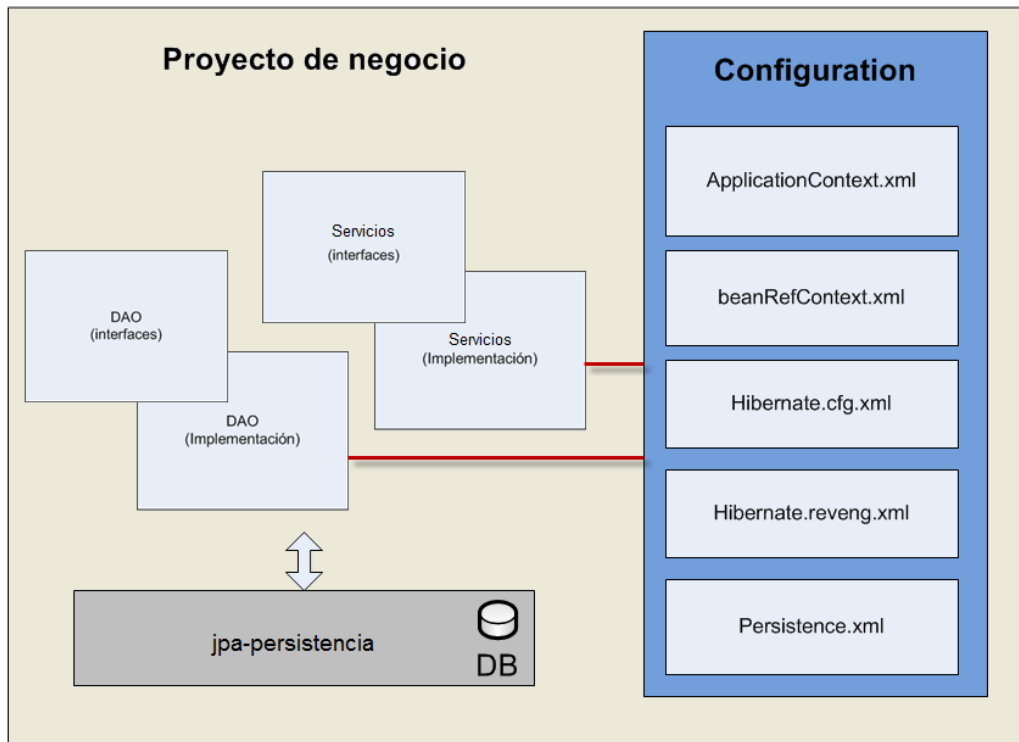 Proyecto de negocio
Servicios
(interfaces)
DAO
(interfaces)
Servicios
(Implementación)
DAO
(Implementación)
jpa-persistencia
DB
Configuration
ApplicationContext.xml
beanRefContext.xml
Hibernate.cfg.xml
Hibernate.reveng.xml
Persistence.xml